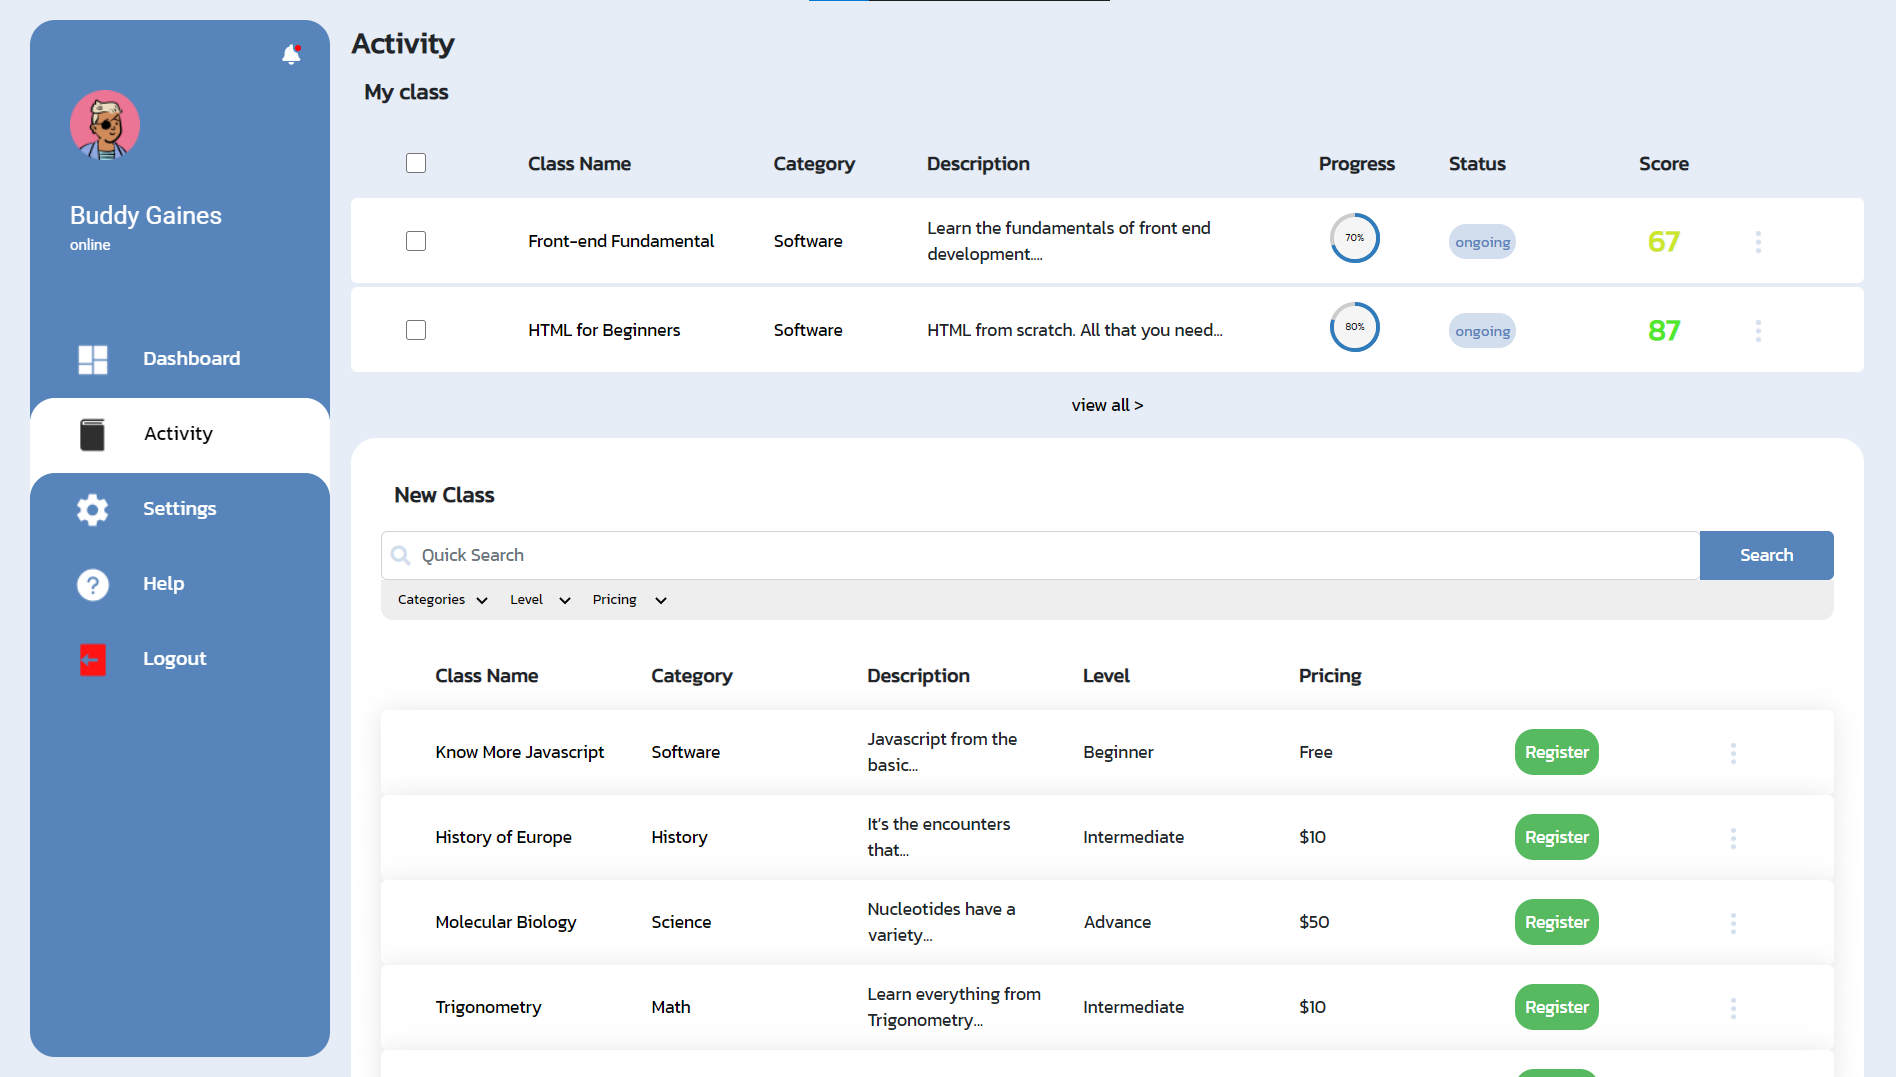 Buddy Gaines
online
Dashboard
Activity
Settings
Help
Logout
Activity
My class
Class Name Category Description Progress Status Score
Front-end Fundamental Software Learn the fundamentals of front end
development.... 70% ongoing 67
HTML for Beginners Software HTML from scratch. All that you need... 80% ongoing 87
view all >
New Class
Quick Search Search
Categories Level Pricing
Class Name Category Description Level Pricing
Know More Javascript Software Javascript from the
basic... Beginner Free Register
History of Europe History It's the encounters
that... Intermediate $10 Register
Molecular Biology Science Nucleotides have a
variety... Advance $50 Register
Trigonometry Math Learn everything from
Trigonometry... Intermediate $10 Register